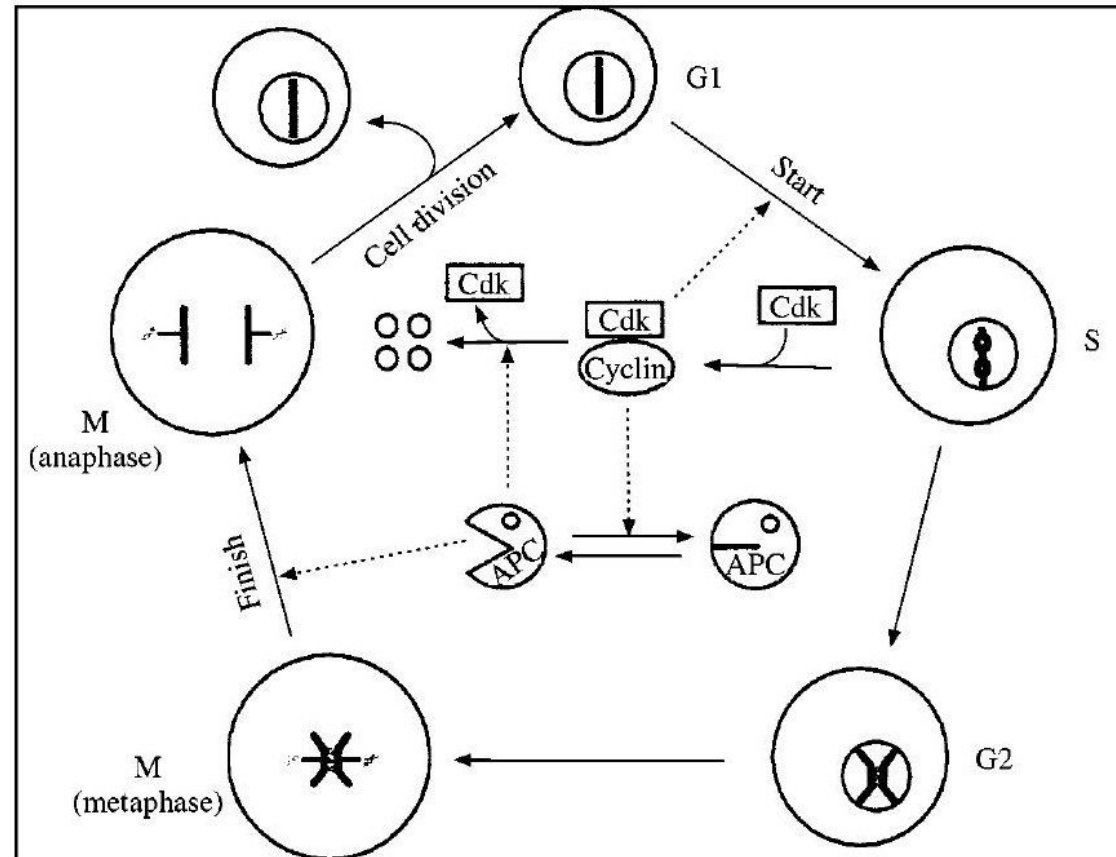 G1
Start
Cell division
Cdk
Cdk
Cdk
Cyclin
S
M
(anaphase)
APC
APC
Finish
M
(metaphase)
G2